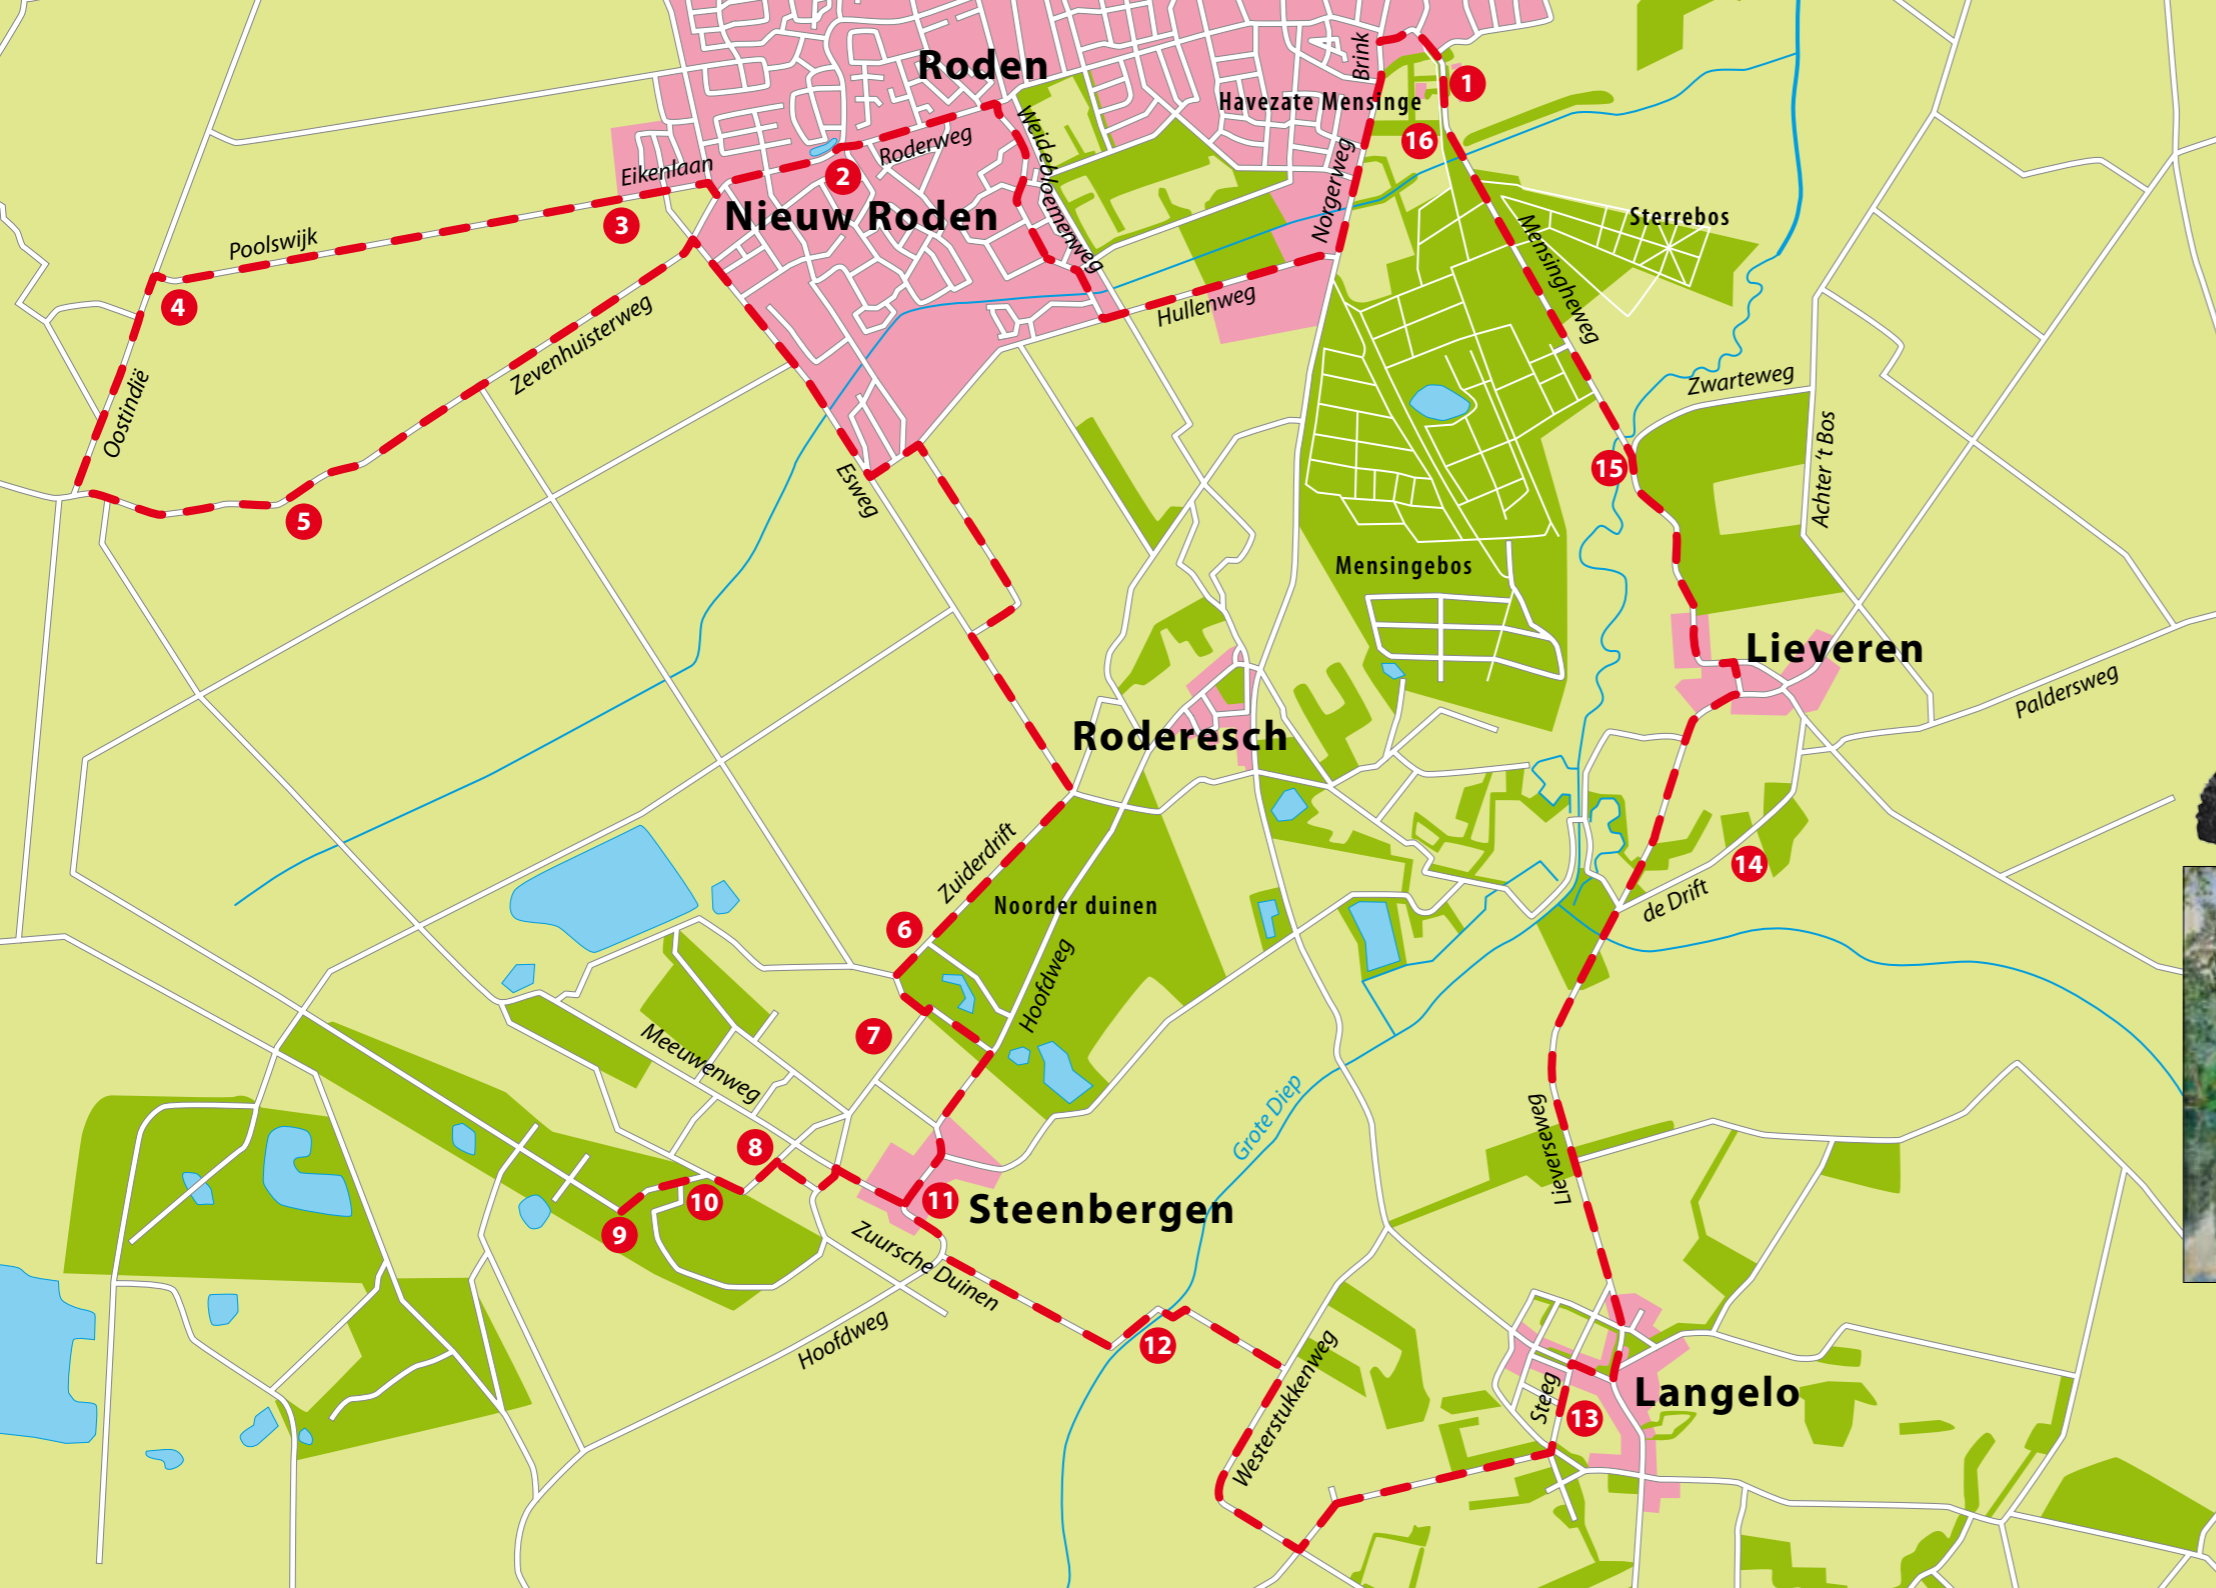 Roden
Brink
1
Havezate Mensinge
16
Weidebloemenweg
Roderweg
Eikenlaan
2
3
Nieuw Roden
Norgerweg
Sterrebos
Mensingheweg
Poolswijk
4
Hullenweg
Zevenhuisterweg
Oostindië
Zwarteweg
Achter 't Bos
15
Esweg
5
Mensingebos
Lieveren
Paldersweg
Roderesch
Zuiderdrift
14
de Drift
6
Noorder duinen
Hoofdweg
7
Meeuwenweg
Grote Diep
Lieverseweg
8
10
9
11
Steenbergen
Zuursche Duinen
Hoofdweg
12
Westerstukkenweg
Steeg
Langelo
13